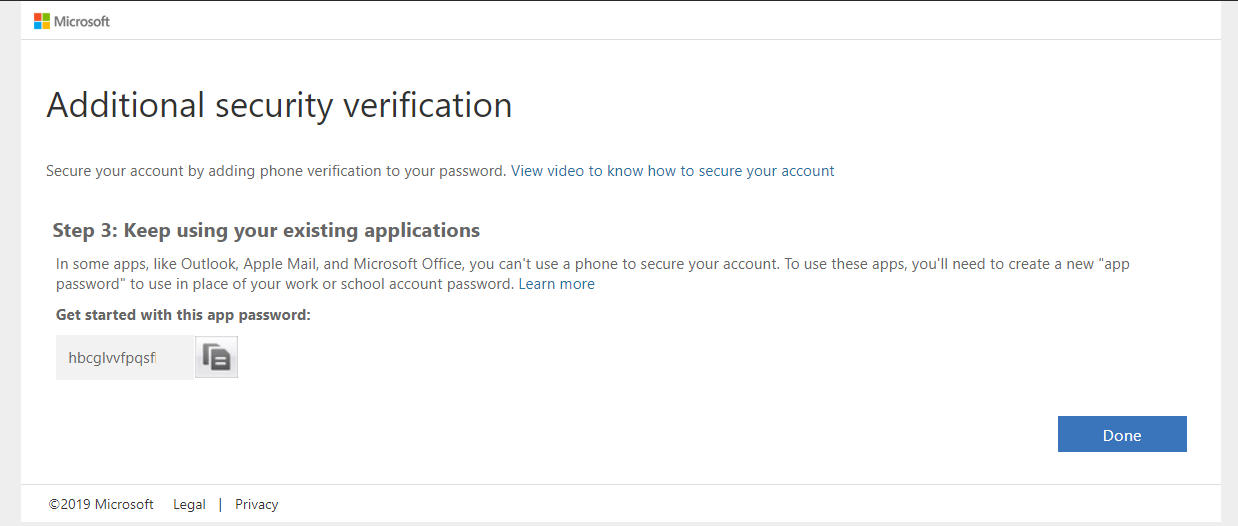 Microsoft
Additional security verification
Secure your account by adding phone verification to your password. View video to know how to secure your account
Step 3: Keep using your existing applications
In some apps, like Outlook, Apple Mail, and Microsoft Office, you can't use a phone to secure your account. To use these apps, you'll need to create a new "app
password" to use in place of your work or school account password. Learn more
Get started with this app password:
hbcglvvfpqsf
Done
©2019 Microsoft Legal | Privacy